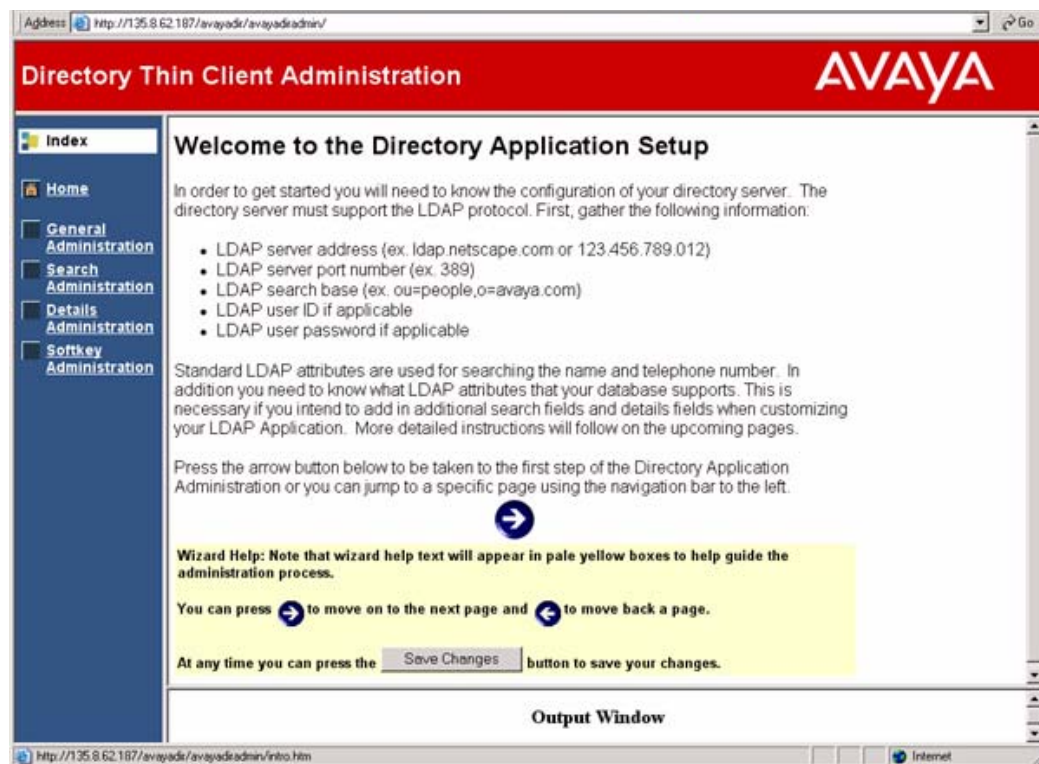 Address http://135.8.62.187/avayadir/avayadiradmin/ Go
Directory Thin Client Administration
AVAYA
Index
Home
General
Administration
Search
Administration
Details
Administration
Softkey
Administration
Welcome to the Directory Application Setup
In order to get started you will need to know the configuration of your directory server. The
directory server must support the LDAP protocol. First, gather the following information:
• LDAP server address (ex. ldap.netscape.com or 123.456.789.012)
• LDAP server port number (ex. 389)
• LDAP search base (ex. ou=people,o=avaya.com)
• LDAP user ID if applicable
• LDAP user password if applicable
Standard LDAP attributes are used for searching the name and telephone number. In
addition you need to know what LDAP attributes that your database supports. This is
necessary if you intend to add in additional search fields and details fields when customizing
your LDAP Application. More detailed instructions will follow on the upcoming pages.
Press the arrow button below to be taken to the first step of the Directory Application
Administration or you can jump to a specific page using the navigation bar to the left.
Wizard Help: Note that wizard help text will appear in pale yellow boxes to help guide the
administration process.
You can press to move on to the next page and to move back a page.
At any time you can press the Save Changes button to save your changes.
Output Window
http://135.8.62.187/avayadir/avayadiradmin/intro.htm
Internet